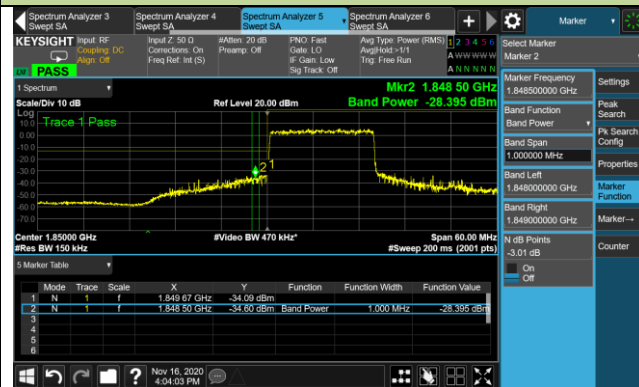 Spectrum Analyzer 3
Swept SA
Spectrum Analyzer 4
Swept SA
Spectrum Analyzer 5
Swept SA
Spectrum Analyzer 6
Swept SA
+
Marker
KEYSIGHT
Input: RF
Coupling: DC
Align: Off
Input Z: 50 Ω
Corrections: On
Freq Ref: Int (S)
#Atten: 20 dB
Preamp: Off
PNO: Fast
Gate: LO
IF Gain: Low
Sig Track: Off
Avg Type: Power (RMS)
Avg|Hold:>1/1
Trig: Free Run
1 2 3 4 5 6
A W W W W W
A N N N N N
PASS
Select Marker
Marker 2
Marker Frequency
1.848500000 GHz
Band Function
Band Power
Band Span
1.000000 MHz
Band Left
1.848000000 GHz
Band Right
1.849000000 GHz
N dB Points
-3.01 dB
On
Off
Settings
Peak
Search
Pk Search
Config
Properties
Marker
Function
Marker→
Counter
1 Spectrum
Scale/Div 10 dB
Ref Level 20.00 dBm
Mkr2 1.848 50 GHz
Band Power -28.395 dBm
Log
Trace 1 Pass
10.0
0.00
-10.0
-20.0
-30.0
-40.0
-50.0
-60.0
-70.0
2 1
Center 1.85000 GHz
#Res BW 150 kHz
#Video BW 470 kHz*
Span 60.00 MHz
#Sweep 200 ms (2001 pts)
5 Marker Table
Mode Trace Scale X Y Function Function Width Function Value
1 N 1 f 1.849 67 GHz -34.09 dBm
2 N 1 f 1.848 50 GHz -34.60 dBm Band Power 1.000 MHz -28.395 dBm
3
4
5
6
?
Nov 16, 2020
4:04:03 PM